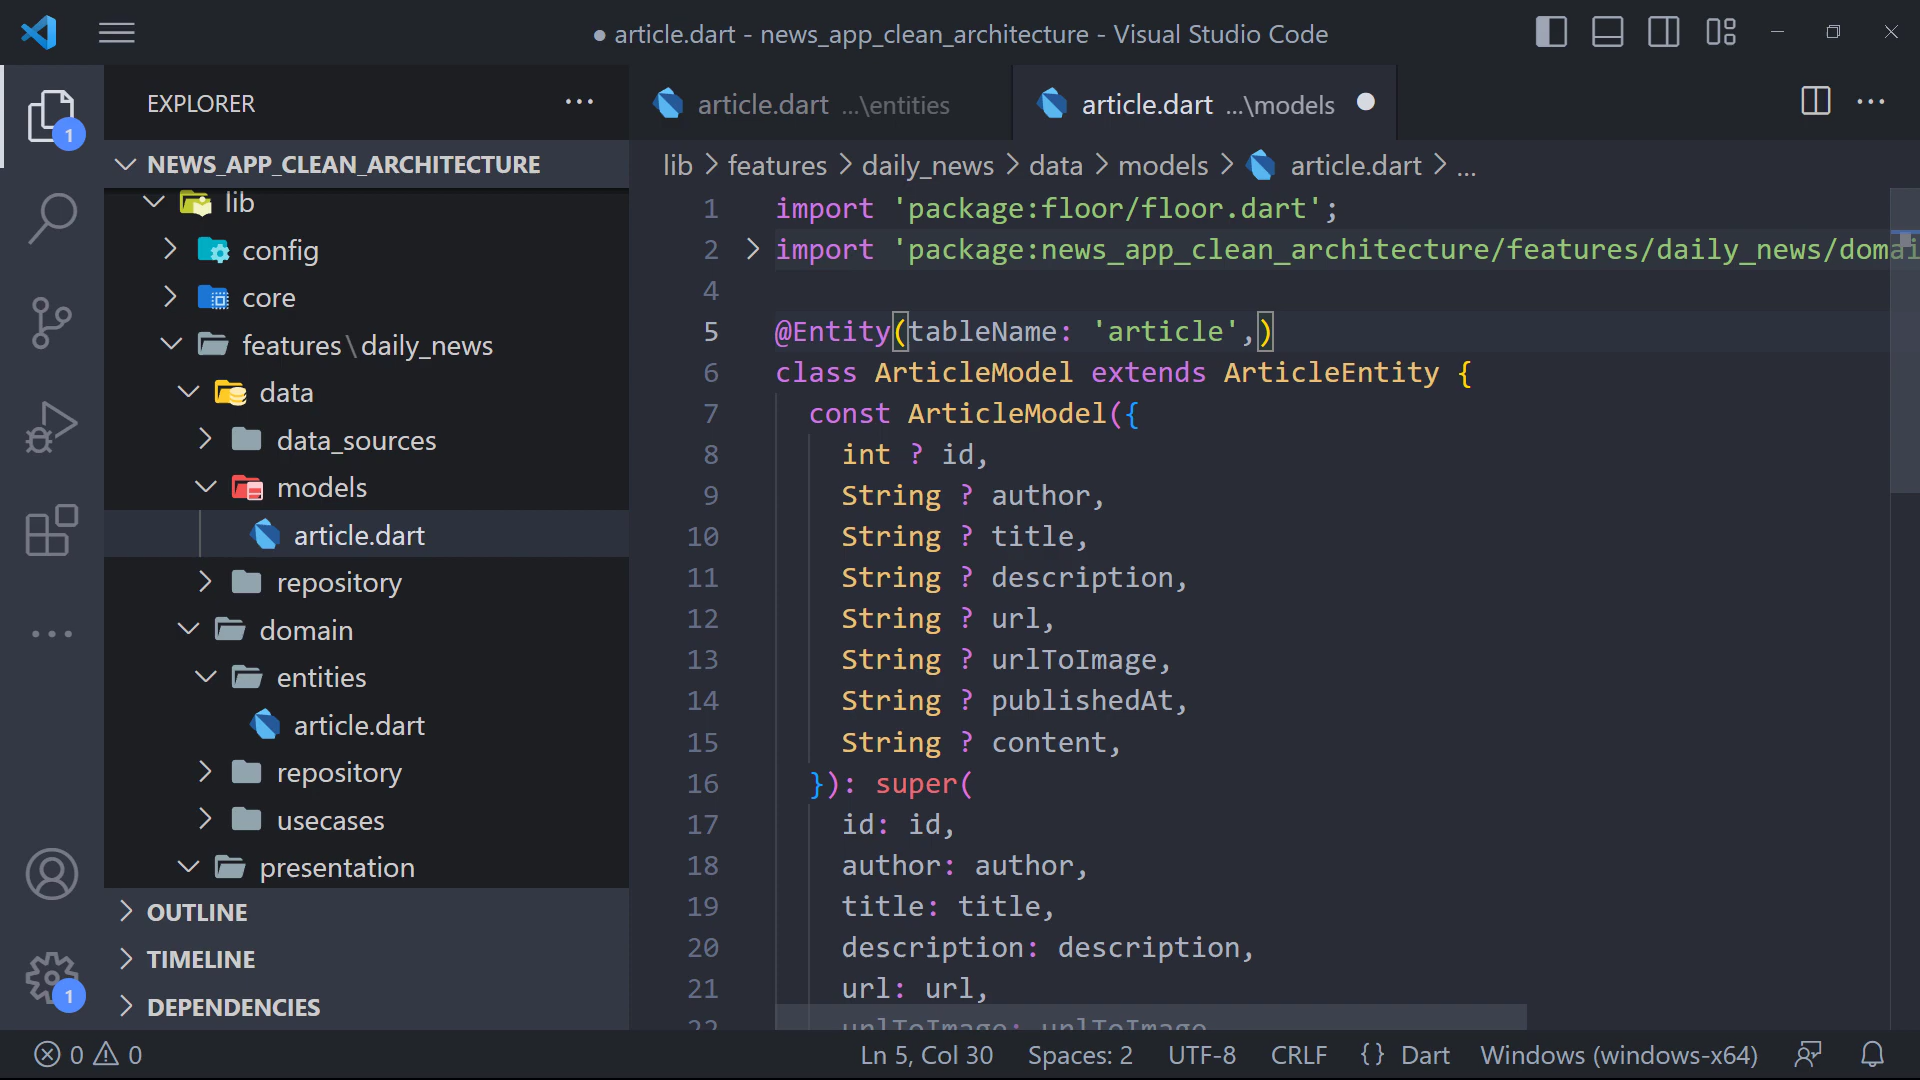 ● article.dart - news_app_clean_architecture - Visual Studio Code
1
EXPLORER
NEWS_APP_CLEAN_ARCHITECTURE
lib
config
core
features\daily_news
data
data_sources
models
article.dart
repository
domain
entities
article.dart
repository
usecases
presentation
OUTLINE
TIMELINE
DEPENDENCIES
1
article.dart ...\entities
article.dart ...\models ●
lib > features > daily_news > data > models > article.dart > ...
1 import 'package:floor/floor.dart';
2 > import 'package:news_app_clean_architecture/features/daily_news/domai
4
5 @Entity(tableName: 'article',)
6 class ArticleModel extends ArticleEntity {
7 const ArticleModel({
8 int ? id,
9 String ? author,
10 String ? title,
11 String ? description,
12 String ? url,
13 String ? urlToImage,
14 String ? publishedAt,
15 String ? content,
16 }): super(
17 id: id,
18 author: author,
19 title: title,
20 description: description,
21 url: url,
22 urlToImage: urlToImage
0 0
Ln 5, Col 30 Spaces: 2 UTF-8 CRLF {} Dart Windows (windows-x64)